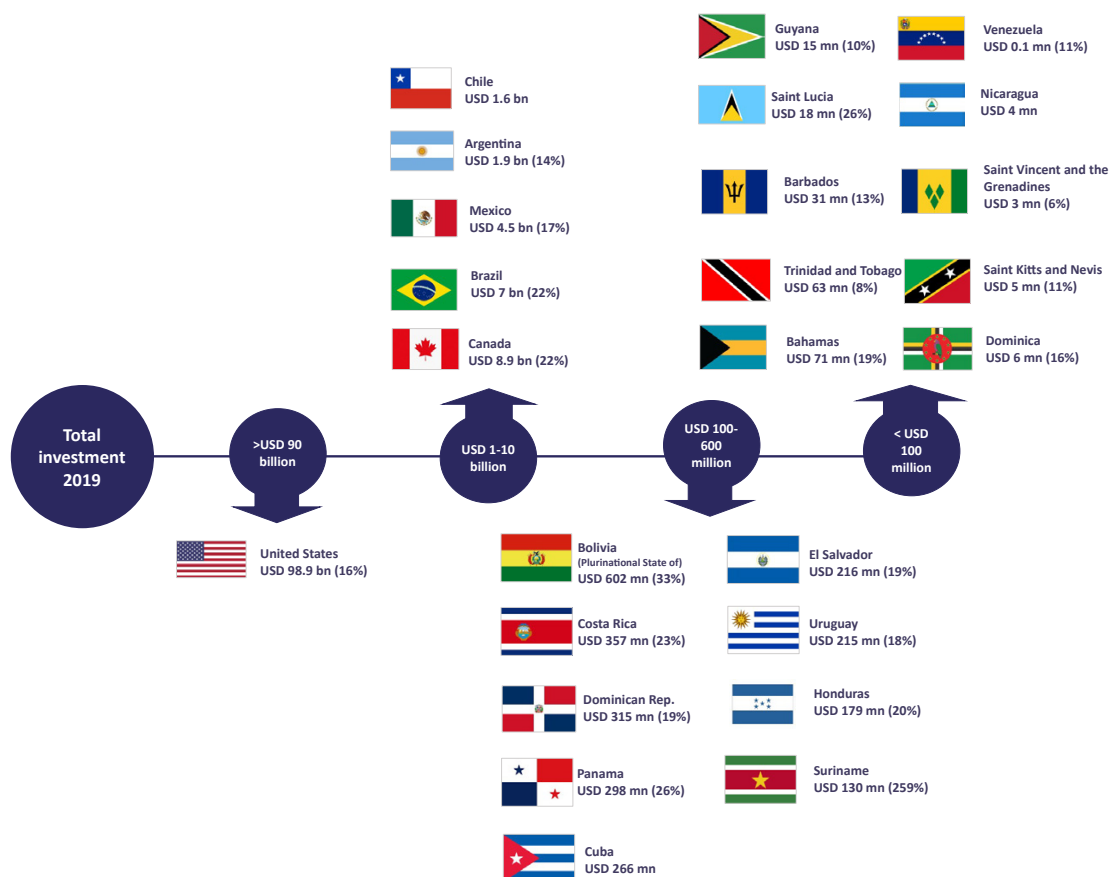 Total
investment
2019
>USD 90
billion
United States
USD 98.9 bn (16%)
USD 1-10
billion
Chile
USD 1.6 bn
Argentina
USD 1.9 bn (14%)
Mexico
USD 4.5 bn (17%)
Brazil
USD 7 bn (22%)
Canada
USD 8.9 bn (22%)
USD 100-
600
million
Bolivia
(Plurinational State of)
USD 602 mn (33%)
Costa Rica
USD 357 mn (23%)
Dominican Rep.
USD 315 mn (19%)
Panama
USD 298 mn (26%)
Cuba
USD 266 mn
El Salvador
USD 216 mn (19%)
Uruguay
USD 215 mn (18%)
Honduras
USD 179 mn (20%)
Suriname
USD 130 mn (259%)
< USD
100
million
Guyana
USD 15 mn (10%)
Saint Lucia
USD 18 mn (26%)
Barbados
USD 31 mn (13%)
Trinidad and Tobago
USD 63 mn (8%)
Bahamas
USD 71 mn (19%)
Venezuela
USD 0.1 mn (11%)
Nicaragua
USD 4 mn
Saint Vincent and the
Grenadines
USD 3 mn (6%)
Saint Kitts and Nevis
USD 5 mn (11%)
Dominica
USD 6 mn (16%)